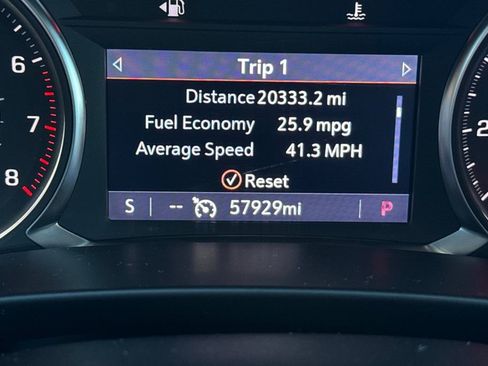 Trip 1
Distance 20333.2 mi
Fuel Economy 25.9 mpg
Average Speed 41.3 MPH
Reset
S -- 57929mi P
6
7
8
2